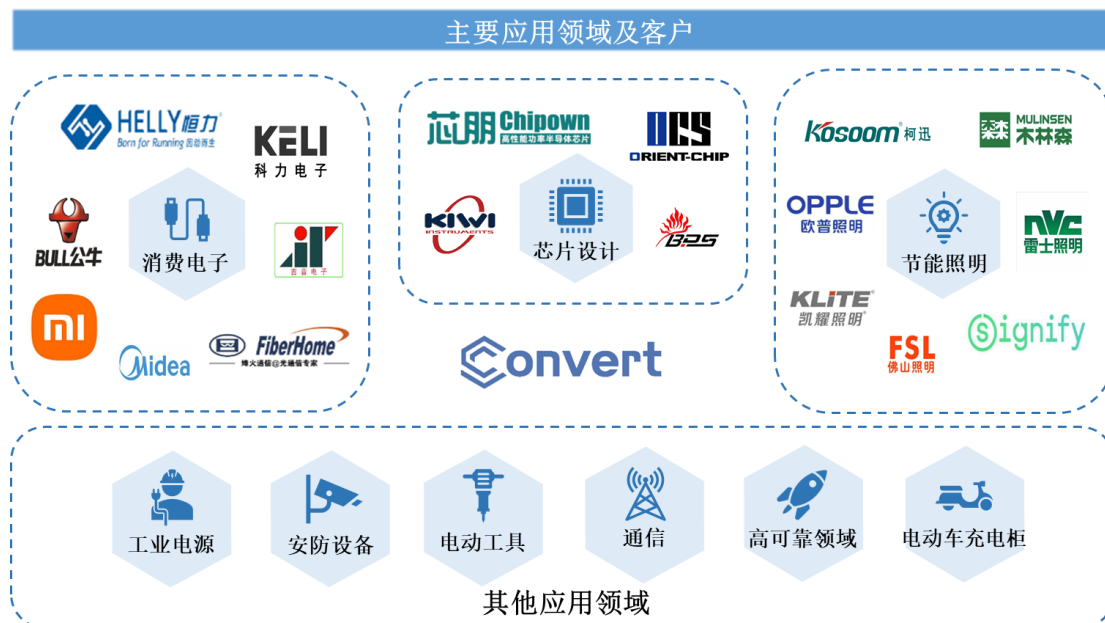 主要应用领域及客户
HELLY恒力
Born for Running 因动而生
KELI
科力电子
BULL公牛
消费电子
吉音电子
mi
Midea
FiberHome
烽火通信@光通信专家
芯朋 Chipown
高性能功率半导体芯片
OCS
ORIENT-CHIP
KIWI
INSTRUMENTS
BPS
芯片设计
Convert
Kosoom 柯迅
MULINSEN
木林森
OPPLE
欧普照明
nVC
雷士照明
节能照明
KLITE
凯耀照明
FSL
佛山照明
Signify
工业电源
安防设备
电动工具
通信
高可靠领域
电动车充电柜
其他应用领域